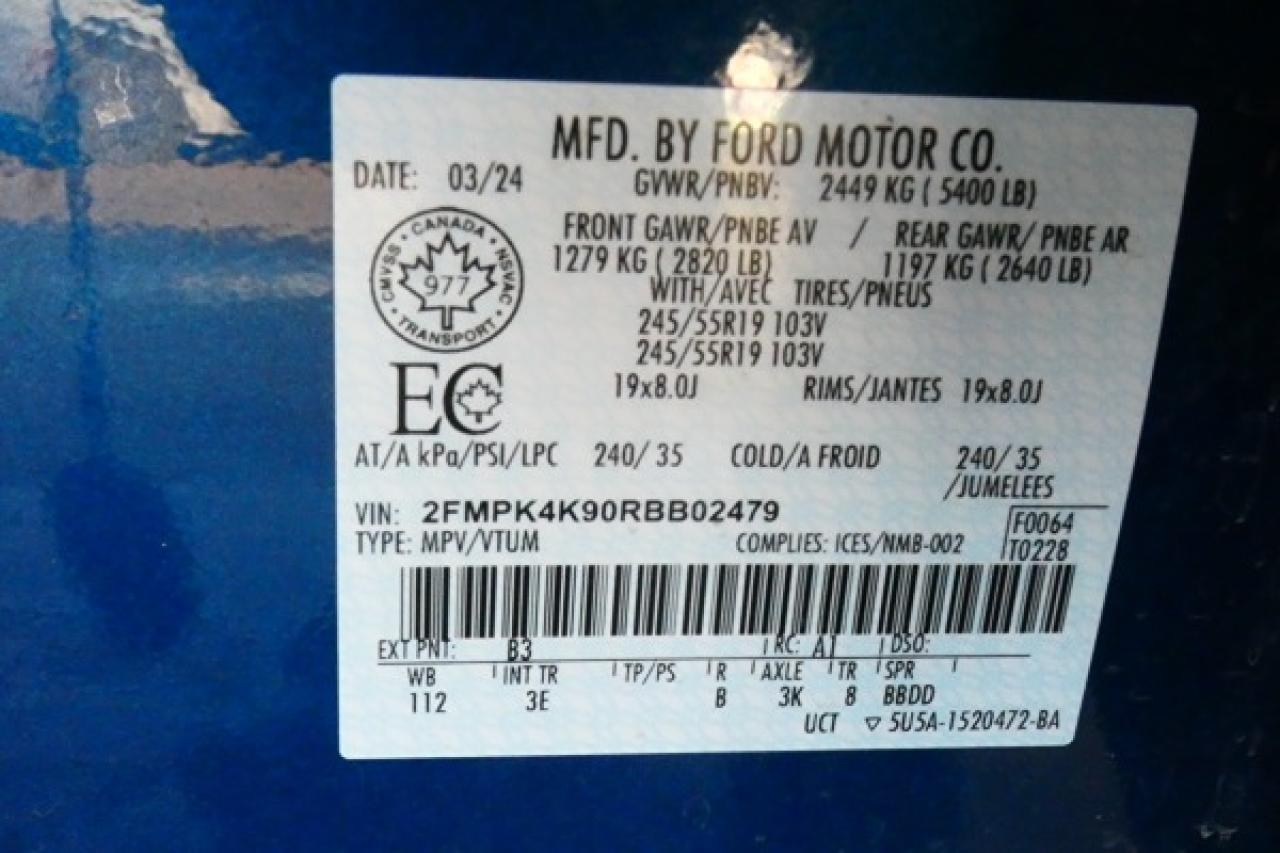 MFD. BY FORD MOTOR CO.
DATE: 03/24 GVWR/PNBV: 2449 KG ( 5400 LB)
FRONT GAWR/PNBE AV / REAR GAWR/ PNBE AR
1279 KG ( 2820 LB) 1197 KG ( 2640 LB)
WITH/AVEC TIRES/PNEUS
245/55R19 103V
245/55R19 103V
19x8.0J RIMS/JANTES 19x8.0J
CANADA
CMVSS NSVAC
977
TRANSPORT
EC
AT/A kPa/PSI/LPC 240/ 35 COLD/A FROID 240/ 35
/JUMELEES
VIN: 2FMPK4K90RBB02479 F0064
TYPE: MPV/VTUM COMPLIES: ICES/NMB-002 T0228
EXT PNT: B3 RC: A1 DSO:
WB INT TR TP/PS R AXLE TR SPR
112 3E B 3K 8 BBDD
UCT ▽ 5U5A-1520472-BA